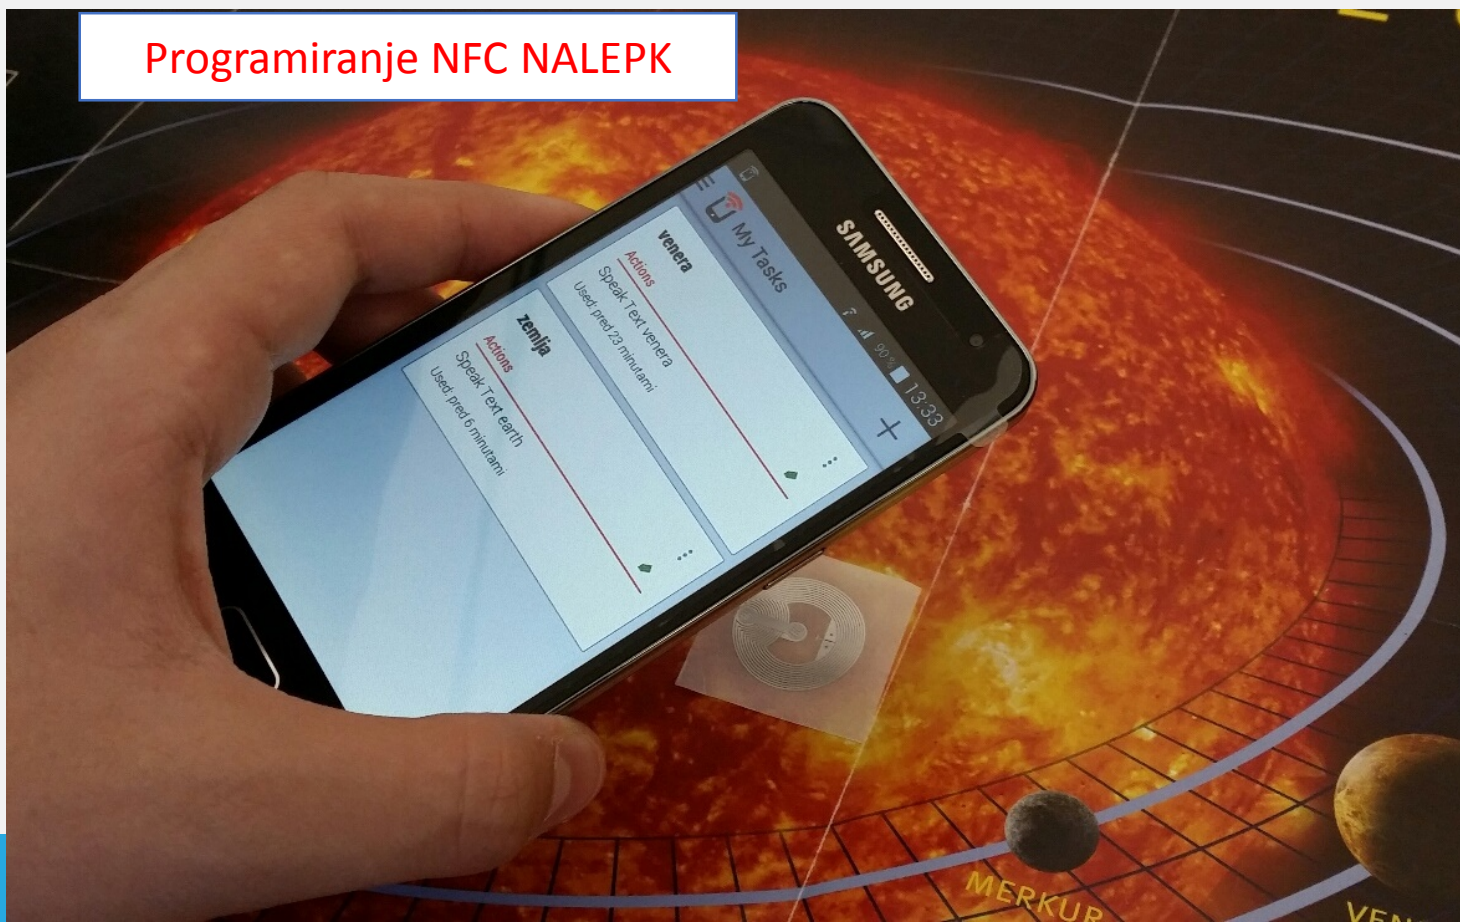 Programiranje NFC NALEPK
SAMSUNG
90% 13:33
My Tasks
venera
Actions
Speak Text venera
Used: pred 23 minutami
zemlja
Actions
Speak Text earth
Used: pred 6 minutami
MERKUR